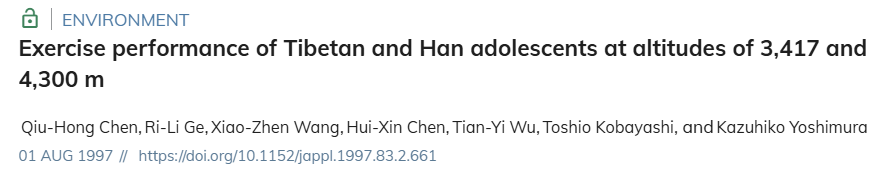 ENVIRONMENT
Exercise performance of Tibetan and Han adolescents at altitudes of 3,417 and
4,300 m
Qiu-Hong Chen, Ri-Li Ge, Xiao-Zhen Wang, Hui-Xin Chen, Tian-Yi Wu, Toshio Kobayashi, and Kazuhiko Yoshimura
01 AUG 1997 // https://doi.org/10.1152/jappl.1997.83.2.661